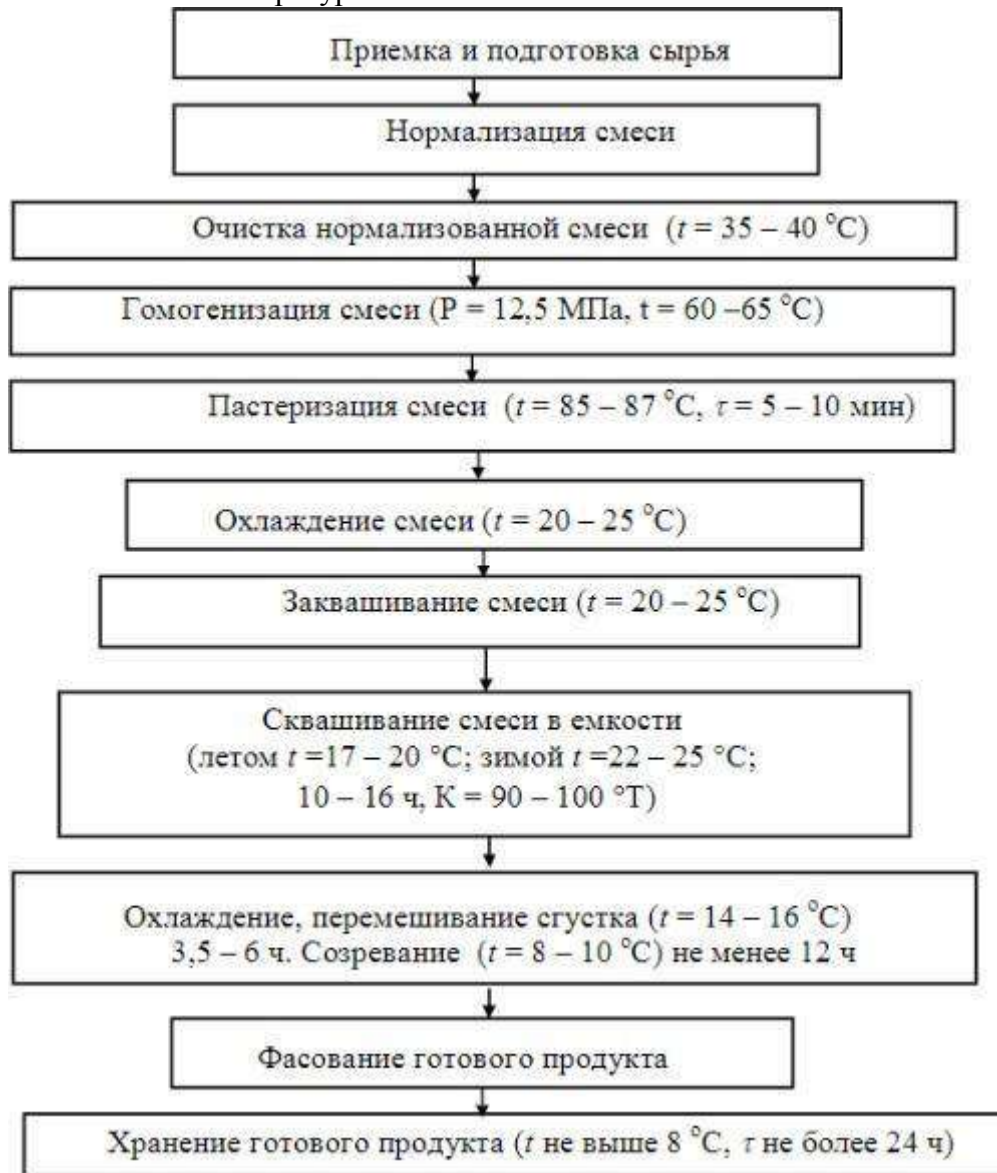 Приемка и подготовка сырья
Нормализация смеси
Очистка нормализованной смеси (t = 35 – 40 °С)
Гомогенизация смеси (Р = 12,5 МПа, t = 60 –65 °С)
Пастеризация смеси (t = 85 – 87 °С, τ = 5 – 10 мин)
Охлаждение смеси (t = 20 – 25 °С)
Заквашивание смеси (t = 20 – 25 °С)
Сквашивание смеси в емкости
(летом t =17 – 20 °С; зимой t =22 – 25 °С;
10 – 16 ч, К = 90 – 100 °Т)
Охлаждение, перемешивание сгустка (t = 14 – 16 °С)
3,5 – 6 ч. Созревание (t = 8 – 10 °С) не менее 12 ч
Фасование готового продукта
Хранение готового продукта (t не выше 8 °С, τ не более 24 ч)